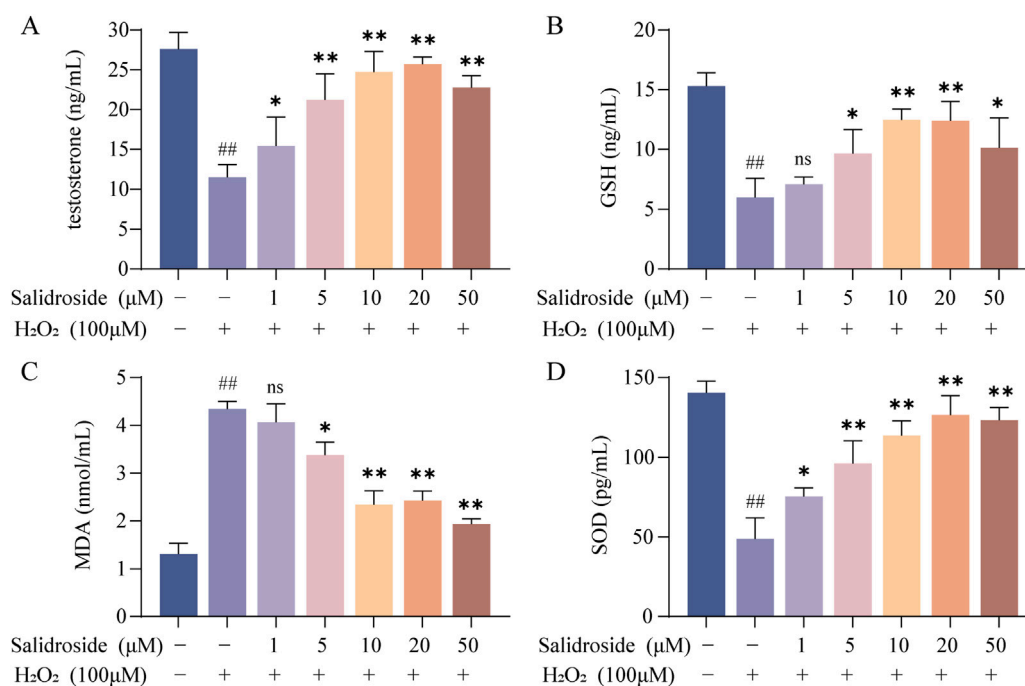 A
testosterone (ng/mL)
30
25
20
15
10
5
0
##
*
**
**
**
**
Salidroside (μM) – – 1 5 10 20 50
H₂O₂ (100μM) – + + + + + +
B
GSH (ng/mL)
20
15
10
5
0
##
ns
*
**
**
*
Salidroside (μM) – – 1 5 10 20 50
H₂O₂ (100μM) – + + + + + +
C
MDA (nmol/mL)
5
4
3
2
1
0
##
ns
*
**
**
**
Salidroside (μM) – – 1 5 10 20 50
H₂O₂ (100μM) – + + + + + +
D
SOD (pg/mL)
150
100
50
0
##
*
**
**
**
**
Salidroside (μM) – – 1 5 10 20 50
H₂O₂ (100μM) – + + + + + +